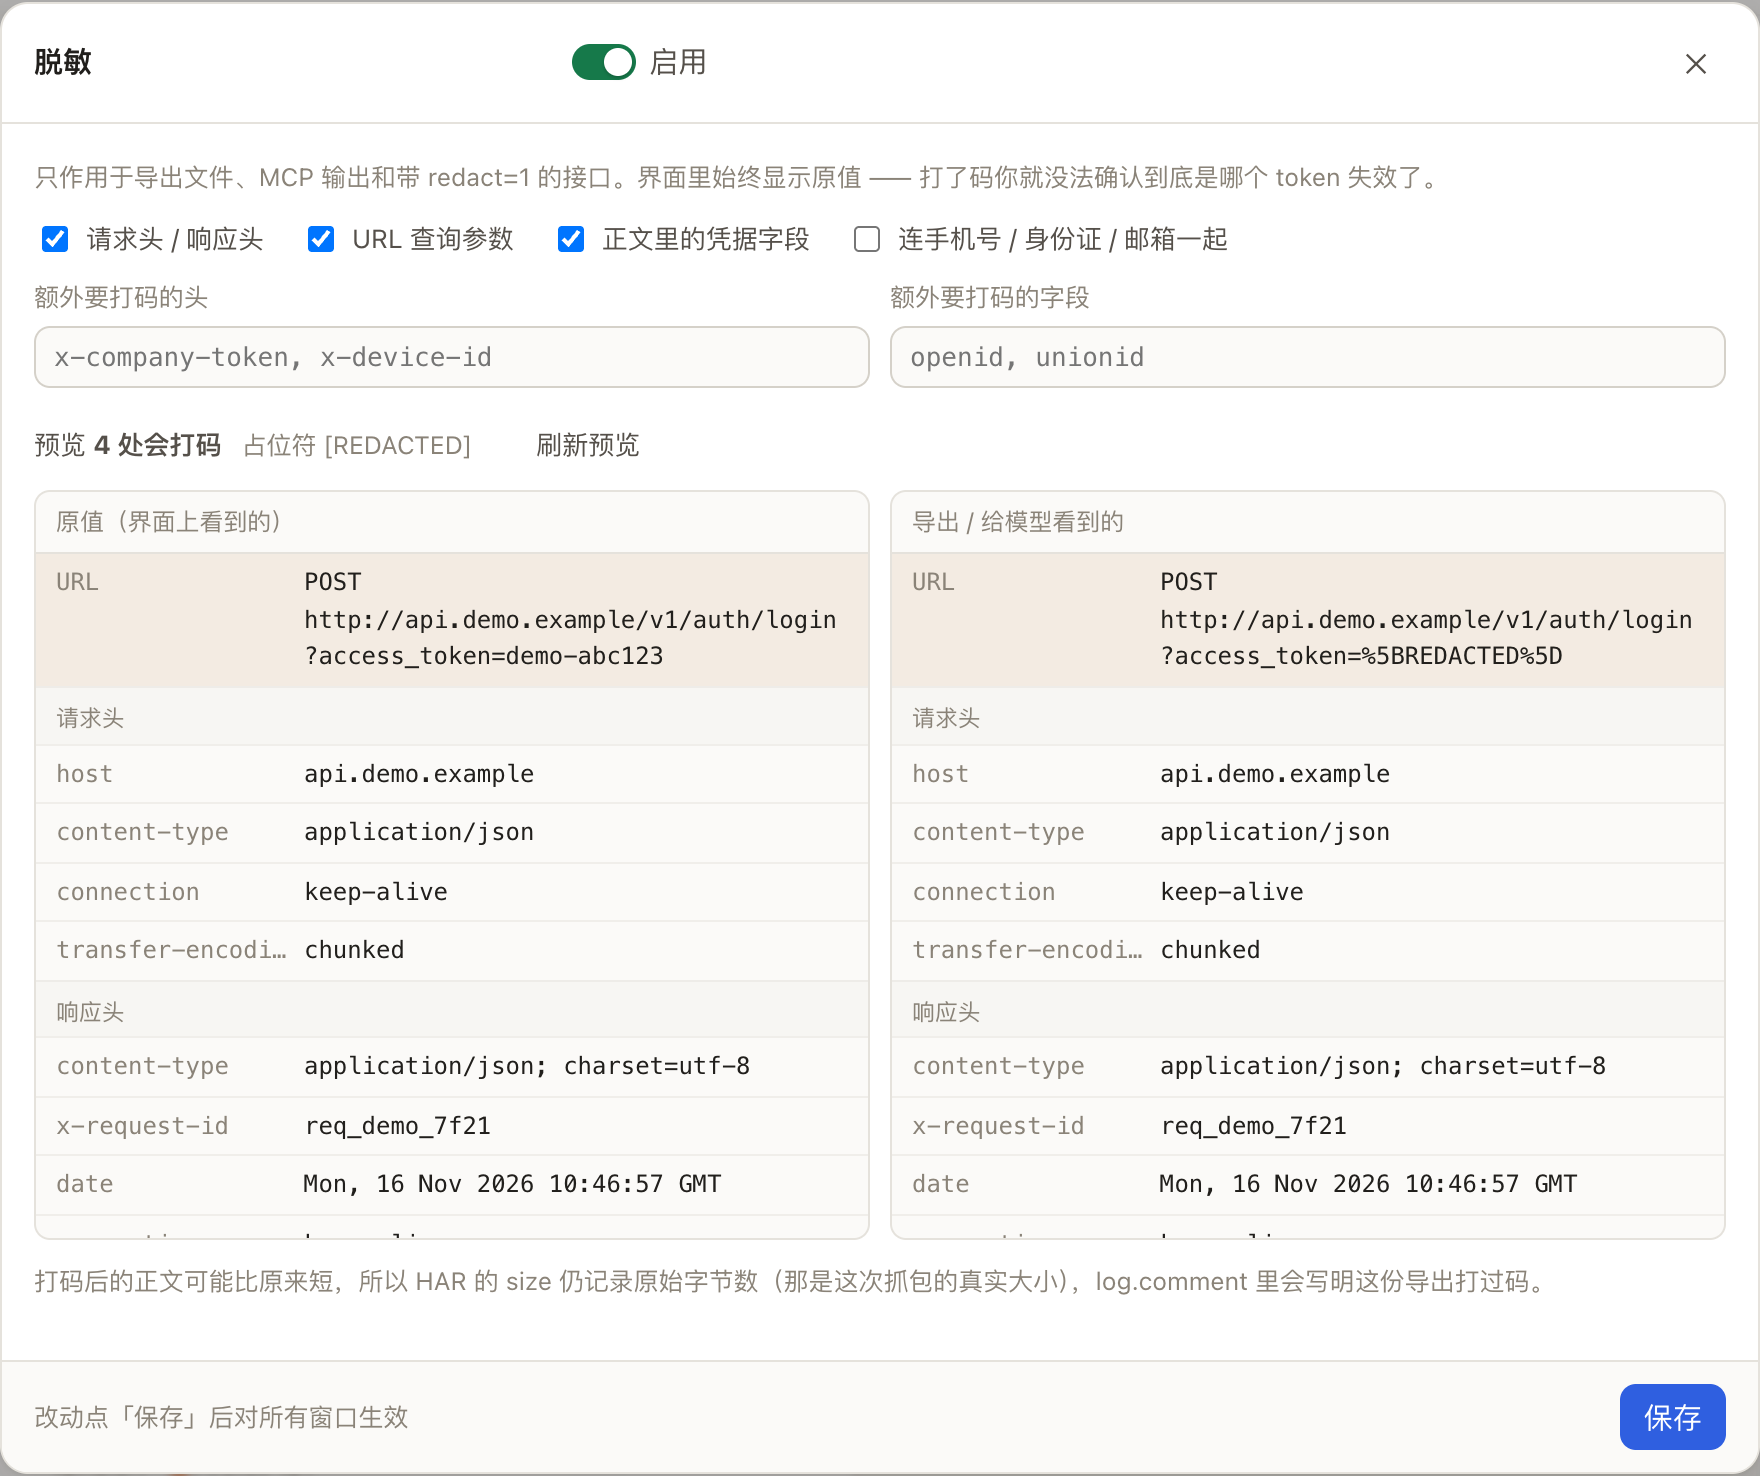 脱敏 启用
只作用于导出文件、MCP 输出和带 redact=1 的接口。界面里始终显示原值 —— 打了码你就没法确认到底是哪个 token 失效了。
请求头 / 响应头 URL 查询参数 正文里的凭据字段 连手机号 / 身份证 / 邮箱一起
额外要打码的头 额外要打码的字段
x-company-token, x-device-id openid, unionid
预览 4 处会打码 占位符 [REDACTED] 刷新预览
原值（界面上看到的）
URL POST
http://api.demo.example/v1/auth/login
?access_token=demo-abc123
请求头
host api.demo.example
content-type application/json
connection keep-alive
transfer-encodi… chunked
响应头
content-type application/json; charset=utf-8
x-request-id req_demo_7f21
date Mon, 16 Nov 2026 10:46:57 GMT
导出 / 给模型看到的
URL POST
http://api.demo.example/v1/auth/login
?access_token=%5BREDACTED%5D
请求头
host api.demo.example
content-type application/json
connection keep-alive
transfer-encodi… chunked
响应头
content-type application/json; charset=utf-8
x-request-id req_demo_7f21
date Mon, 16 Nov 2026 10:46:57 GMT
打码后的正文可能比原来短，所以 HAR 的 size 仍记录原始字节数（那是这次抓包的真实大小），log.comment 里会写明这份导出打过码。
改动点「保存」后对所有窗口生效 保存